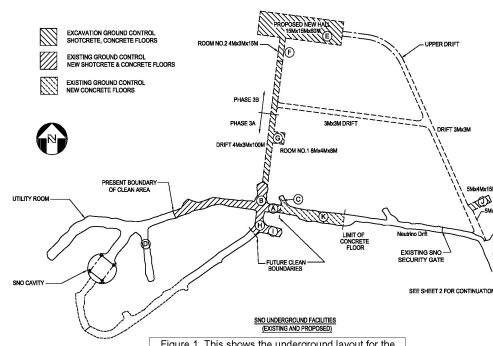 EXCAVATION GROUND CONTROL
SHOTCRETE, CONCRETE FLOORS
EXISTING GROUND CONTROL
NEW SHOTCRETE & CONCRETE FLOORS
EXISTING GROUND CONTROL
NEW CONCRETE FLOORS
N
PROPOSED NEW HALL
15Mx15Mx60M
E
ROOM NO.2 4Mx3Mx15M
F
UPPER DRIFT
PHASE 3B
PHASE 3A
3Mx3M DRIFT
DRIFT 3Mx3M
G
DRIFT 4Mx3Mx100M
ROOM NO.1 6Mx4Mx8M
PRESENT BOUNDARY
OF CLEAN AREA
UTILITY ROOM
B
A
C
K
H
D
J
5Mx4Mx15
5M
LIMIT OF
CONCRETE
FLOOR
Neutrino Drift
EXISTING SNO
SECURITY GATE
FUTURE CLEAN
BOUNDARIES
SNO CAVITY
SEE SHEET 2 FOR CONTINUATION
SNO UNDERGROUND FACILITIES
(EXISTING AND PROPOSED)
Figure 1. This shows the underground layout for the